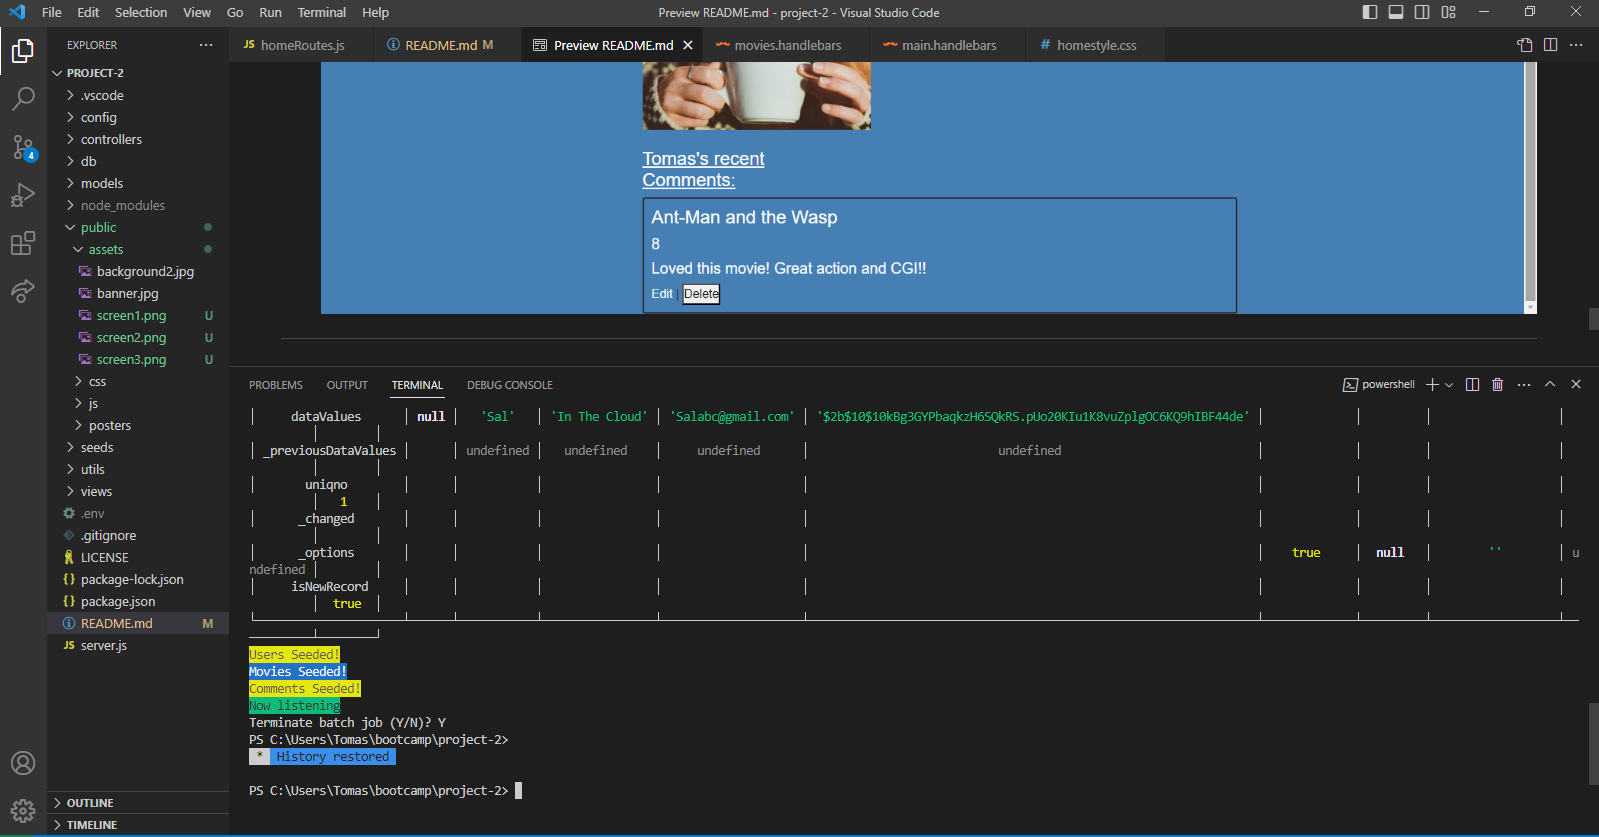 File Edit Selection View Go Run Terminal Help
Preview README.md - project-2 - Visual Studio Code
EXPLORER
JS homeRoutes.js
README.md M
Preview README.md
movies.handlebars
main.handlebars
# homestyle.css
PROJECT-2
.vscode
config
controllers
db
models
node_modules
public
assets
background2.jpg
banner.jpg
screen1.png U
screen2.png U
screen3.png U
css
js
posters
seeds
utils
views
.env
.gitignore
LICENSE
{} package-lock.json
{} package.json
README.md M
JS server.js
OUTLINE
TIMELINE
4
Tomas's recent
Comments:
Ant-Man and the Wasp
8
Loved this movie! Great action and CGI!!
Edit | Delete
PROBLEMS OUTPUT TERMINAL DEBUG CONSOLE
powershell
dataValues null 'Sal' 'In The Cloud' 'Salabc@gmail.com' '$2b$10$10kBg3GYPbaqkzH6SQkRS.pUo20KIu1K8vuZplgOC6KQ9hIBF44de'
_previousDataValues undefined undefined undefined undefined
uniqno
1
_changed
_options true null '' u
ndefined
isNewRecord
true
Users Seeded!
Movies Seeded!
Comments Seeded!
Now listening
Terminate batch job (Y/N)? Y
PS C:\Users\Tomas\bootcamp\project-2>
* History restored
PS C:\Users\Tomas\bootcamp\project-2>